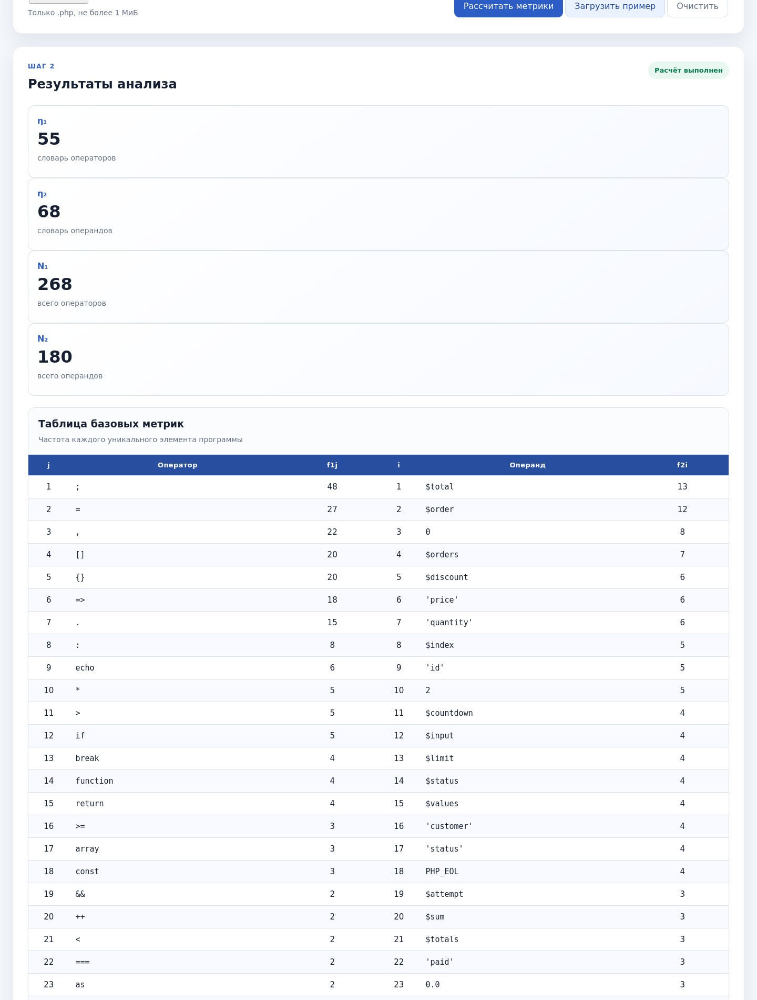 Только .php, не более 1 МиБ
Рассчитать метрики Загрузить пример Очистить
ШАГ 2
Расчёт выполнен
Результаты анализа
η₁
55
словарь операторов
η₂
68
словарь операндов
N₁
268
всего операторов
N₂
180
всего операндов
Таблица базовых метрик
Частота каждого уникального элемента программы
j Оператор f1j i Операнд f2i
1 ; 48 1 $total 13
2 = 27 2 $order 12
3 , 22 3 0 8
4 [] 20 4 $orders 7
5 {} 20 5 $discount 6
6 => 18 6 'price' 6
7 . 15 7 'quantity' 6
8 : 8 8 $index 5
9 echo 6 9 'id' 5
10 * 5 10 2 5
11 > 5 11 $countdown 4
12 if 5 12 $input 4
13 break 4 13 $limit 4
14 function 4 14 $status 4
15 return 4 15 $values 4
16 >= 3 16 'customer' 4
17 array 3 17 'status' 4
18 const 3 18 PHP_EOL 4
19 && 2 19 $attempt 3
20 ++ 2 20 $sum 3
21 < 2 21 $totals 3
22 === 2 22 'paid' 3
23 as 2 23 0.0 3